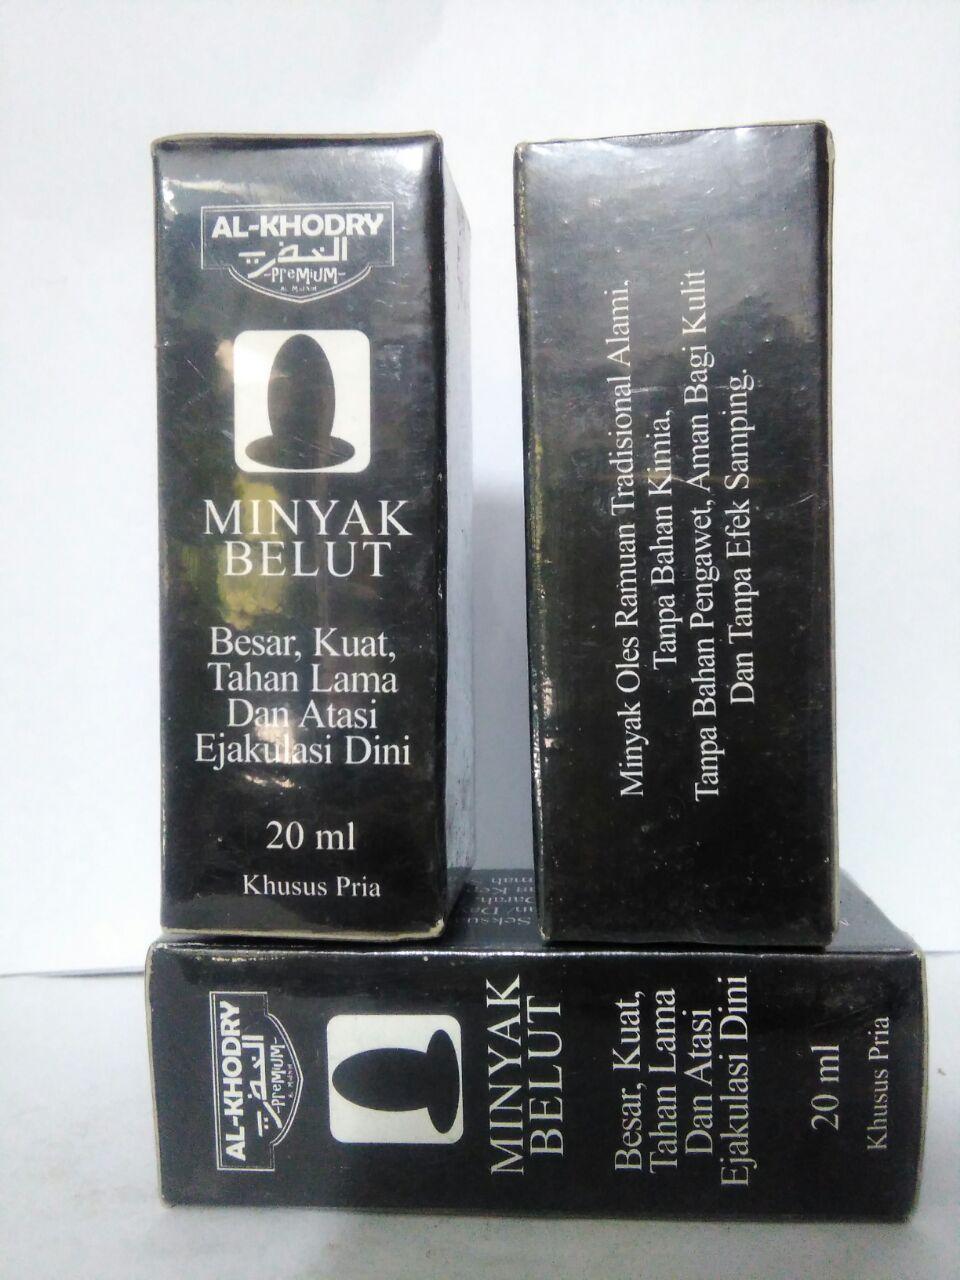 AL-KHODRY
الخضري
PREMIUM
AL MADINAH
MINYAK
BELUT
Besar, Kuat,
Tahan Lama
Dan Atasi
Ejakulasi Dini
20 ml
Khusus Pria
Minyak Oles Ramuan Tradisional Alami,
Tanpa Bahan Kimia,
Tanpa Bahan Pengawet, Aman Bagi Kulit
Dan Tanpa Efek Samping.
AL-KHODRY
الخضري
PREMIUM
MINYAK
BELUT
Besar, Kuat,
Tahan Lama
Dan Atasi
Ejakulasi Dini
20 ml
Khusus Pria